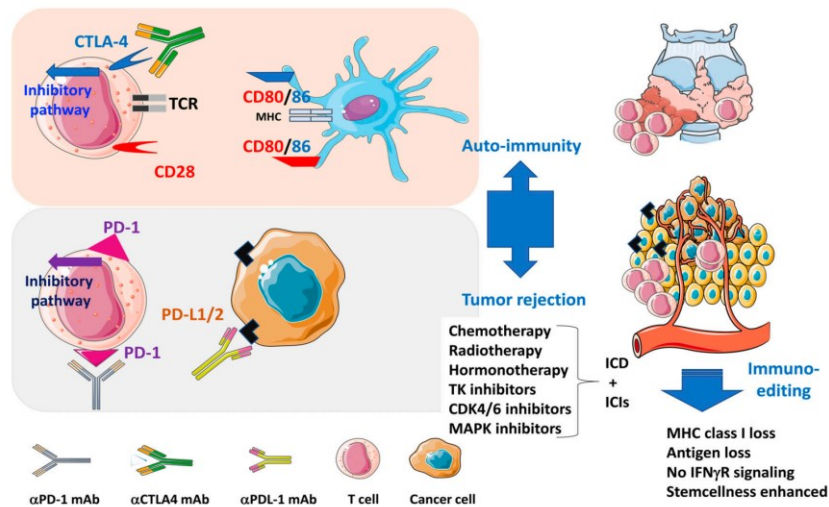 CTLA-4
Inhibitory
pathway
TCR
CD28
CD80/86
MHC
CD80/86
PD-1
Inhibitory
pathway
PD-1
PD-L1/2
Auto-immunity
Tumor rejection
Chemotherapy
Radiotherapy
Hormonotherapy
TK inhibitors
CDK4/6 inhibitors
MAPK inhibitors
ICD
+
ICIs
Immuno-
editing
MHC class I loss
Antigen loss
No IFNγR signaling
Stemcellness enhanced
αPD-1 mAb
αCTLA4 mAb
αPDL-1 mAb
T cell
Cancer cell